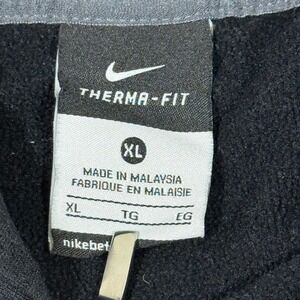 THERMA-FIT
XL
MADE IN MALAYSIA
FABRIQUE EN MALAISIE
XL TG EG